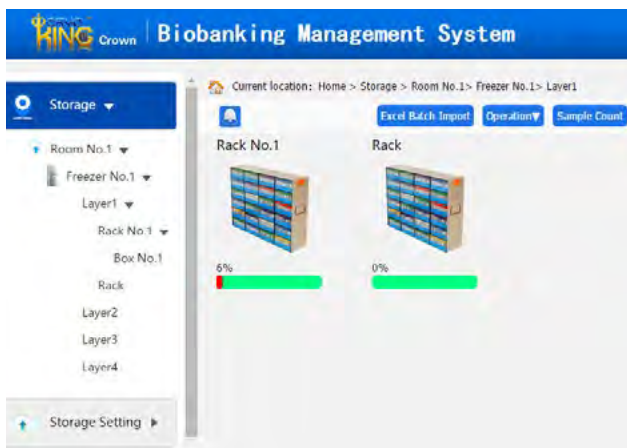 KING Crown Biobanking Management System
Current location: Home > Storage > Room No.1> Freezer No.1> Layer1
Storage
Excel Batch Import Operation Sample Count
Room No.1
Rack No.1 Rack
Freezer No.1
Layer1
Rack No.1
Box No.1
6% 0%
Rack
Layer2
Layer3
Layer4
Storage Setting